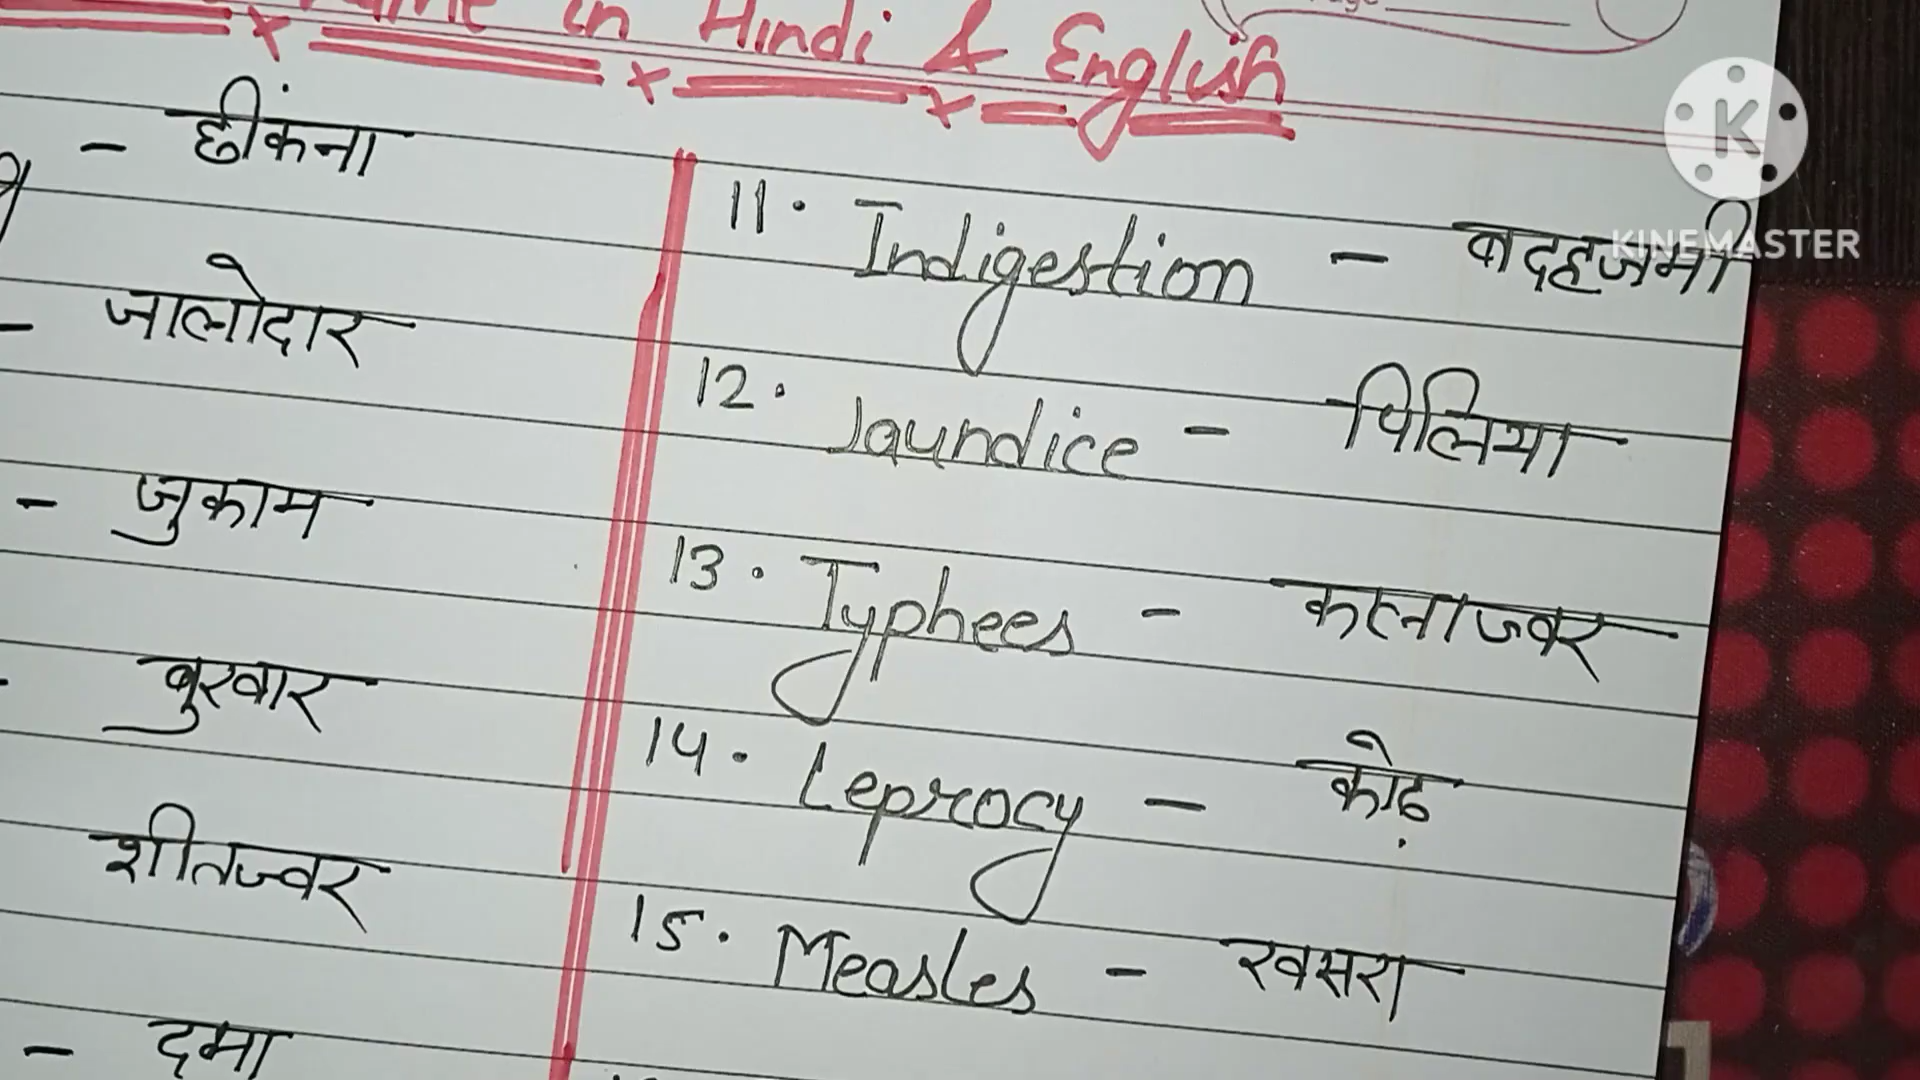 in Hindi & English
- छींकना
- जालोदार
- जुकाम
- बुखार
शीतज्वर
- दमा
11. Indigestion - बादहजमी
12. Jaundice - पिलिया
13. Typhees - कालाज्वर
14. Leprocy - कोढ़
15. Measles - खसरा
KINEMASTER